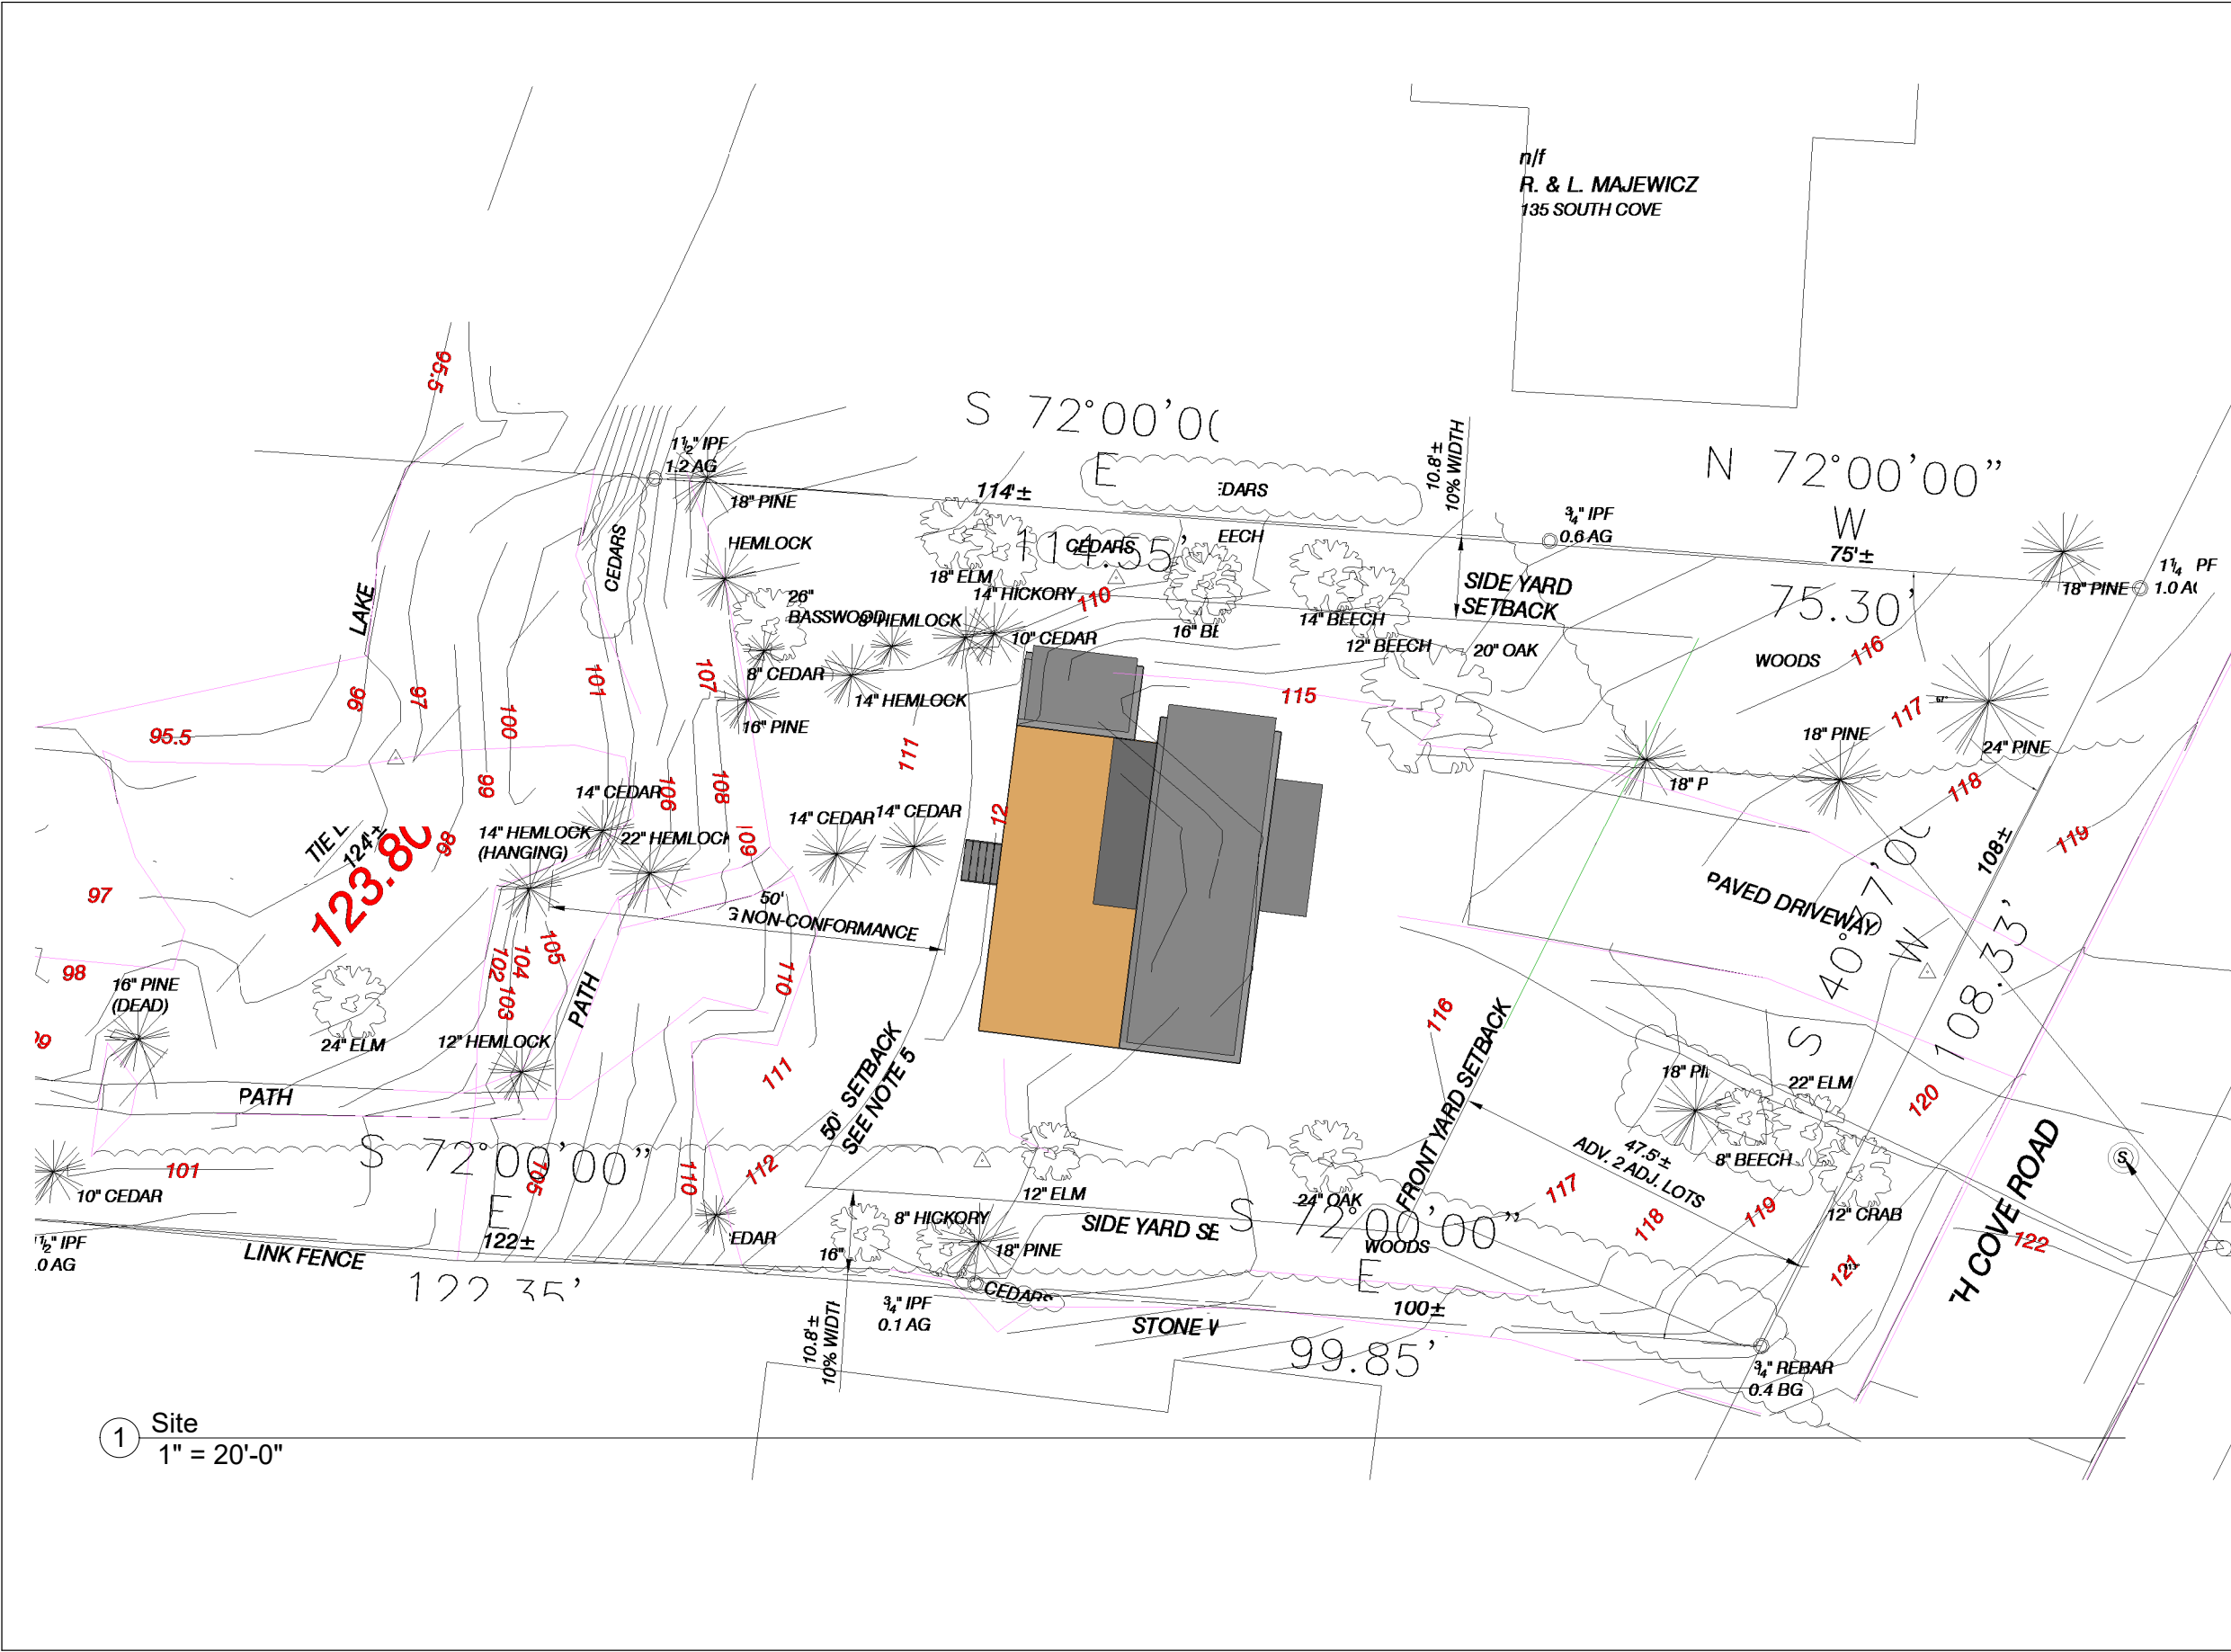 n/f
R. & L. MAJEWICZ
135 SOUTH COVE
95.5
S 72°00'0
E
114'±
114.55'
10.8'±
10% WIDTH
N 72°00'00"
W
75'±
75.30'
1½" IPF
1.2 AG
18" PINE
CEDARS
HEMLOCK
:DARS
EECH
CEDARS
¾" IPF
0.6 AG
1¼ PF
1.0 A
18" PINE
18" ELM
14" HICKORY
110
SIDE YARD
SETBACK
LAKE
26"
BASSWOOD
8" HEMLOCK
10" CEDAR
16" BE
14" BEECH
12" BEECH
20" OAK
WOODS
116
8" CEDAR
14" HEMLOCK
16" PINE
96
97
100
101
107
115
117
67"
95.5
111
18" PINE
24" PINE
99
106
108
14" CEDAR
18" P
118
14" HEMLOCK
(HANGING)
22" HEMLOCK
109
14" CEDAR
14" CEDAR
12
119
TIE L
124'±
123.80
98
108±
108.33'
PAVED DRIVEWAY
W
S
97
50'
G NON-CONFORMANCE
98
16" PINE
(DEAD)
102
104
105
103
PATH
110
99
24" ELM
12" HEMLOCK
116
111
50' SETBACK
SEE NOTE 5
FRONT YARD SETBACK
PATH
18" PI
22" ELM
120
8" BEECH
47.5'±
ADV. 2 ADJ. LOTS
S
101
S 72°00'00"
E
105
110
112
10" CEDAR
12" ELM
24" OAK
117
118
119
12" CRAB
TH COVE ROAD
122
121
EDAR
16"
8" HICKORY
18" PINE
SIDE YARD SE
S 72°00'00"
E
WOODS
1½" IPF
.0 AG
LINK FENCE
122±
122.35'
CEDARS
¾" IPF
0.1 AG
STONE W
100±
99.85'
10.8'±
10% WIDTH
¾" REBAR
0.4 BG
1
Site
1" = 20'-0"